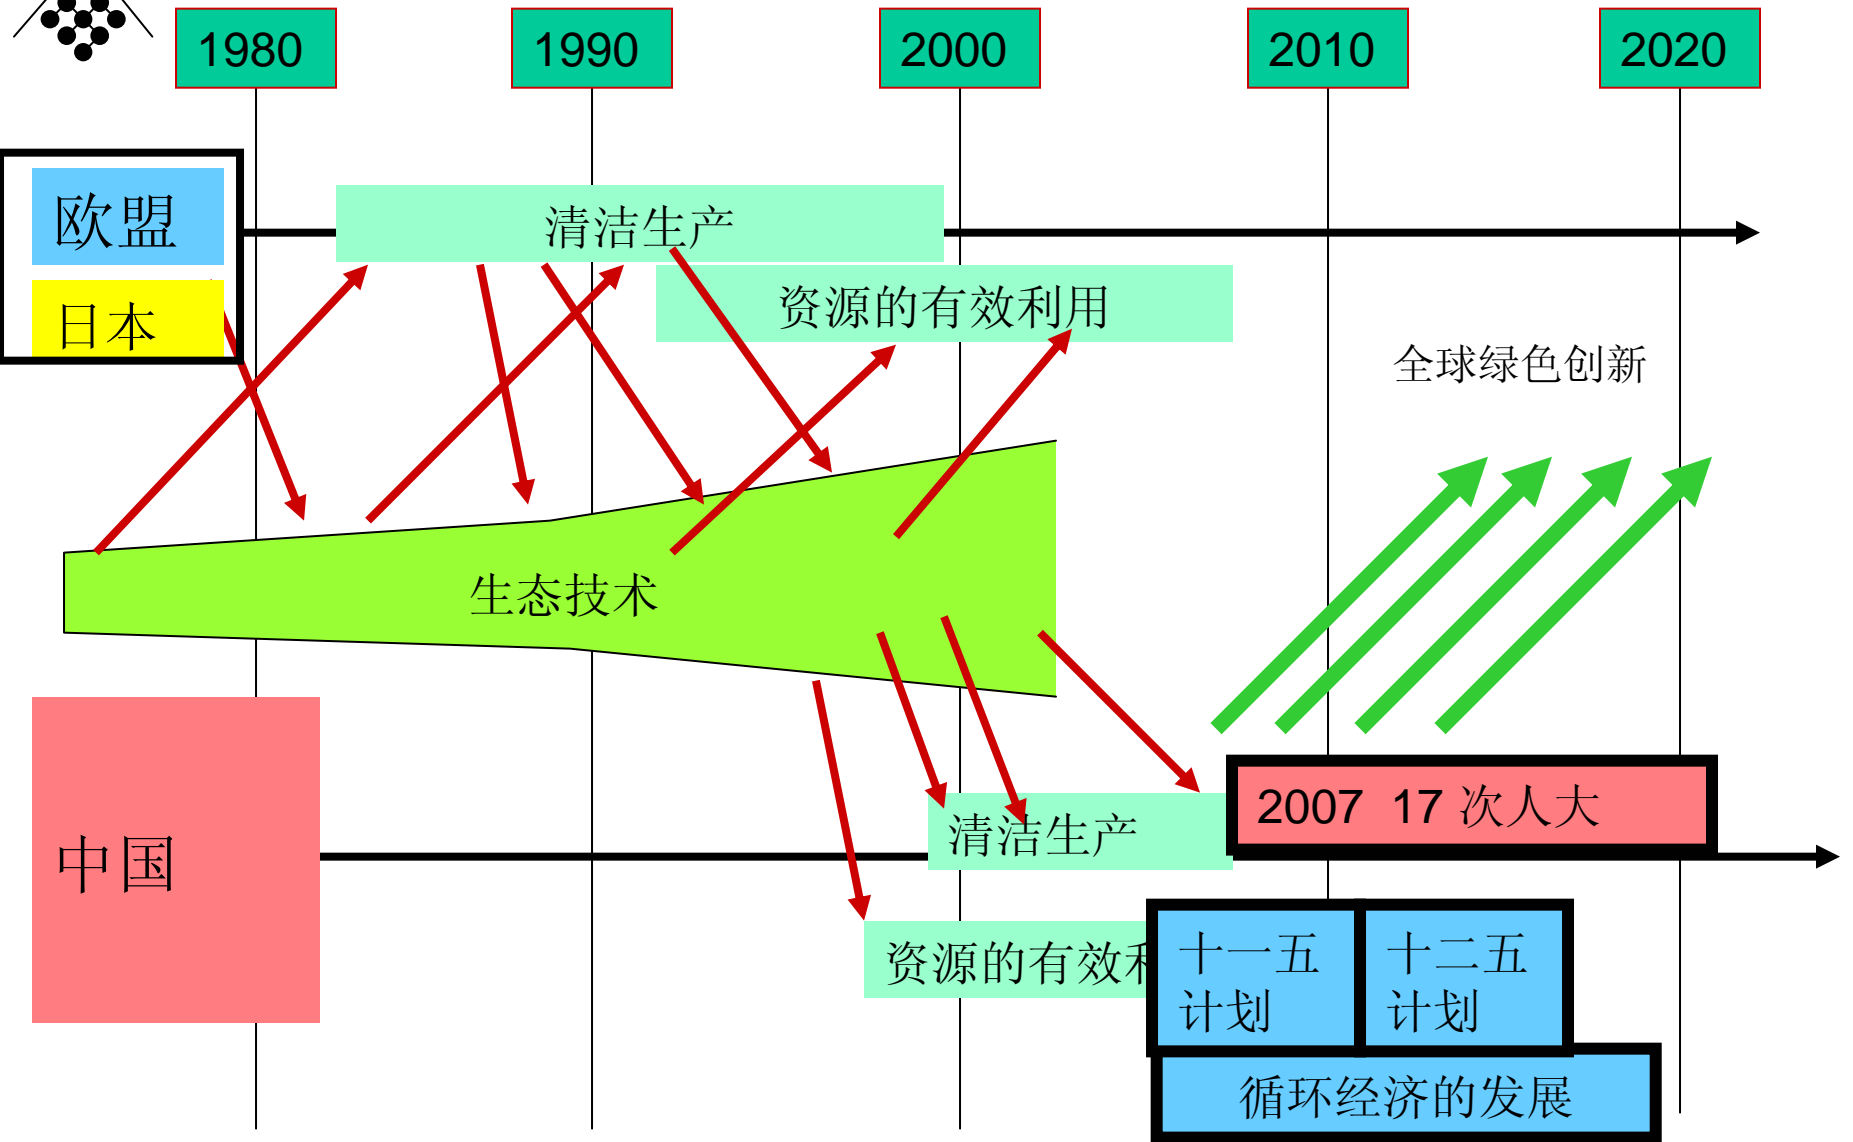 1980
1990
2000
2010
2020
欧盟
日本
清洁生产
资源的有效利用
全球绿色创新
生态技术
中国
2007 17 次人大
清洁生产
资源的有效利
十一五
计划
十二五
计划
循环经济的发展